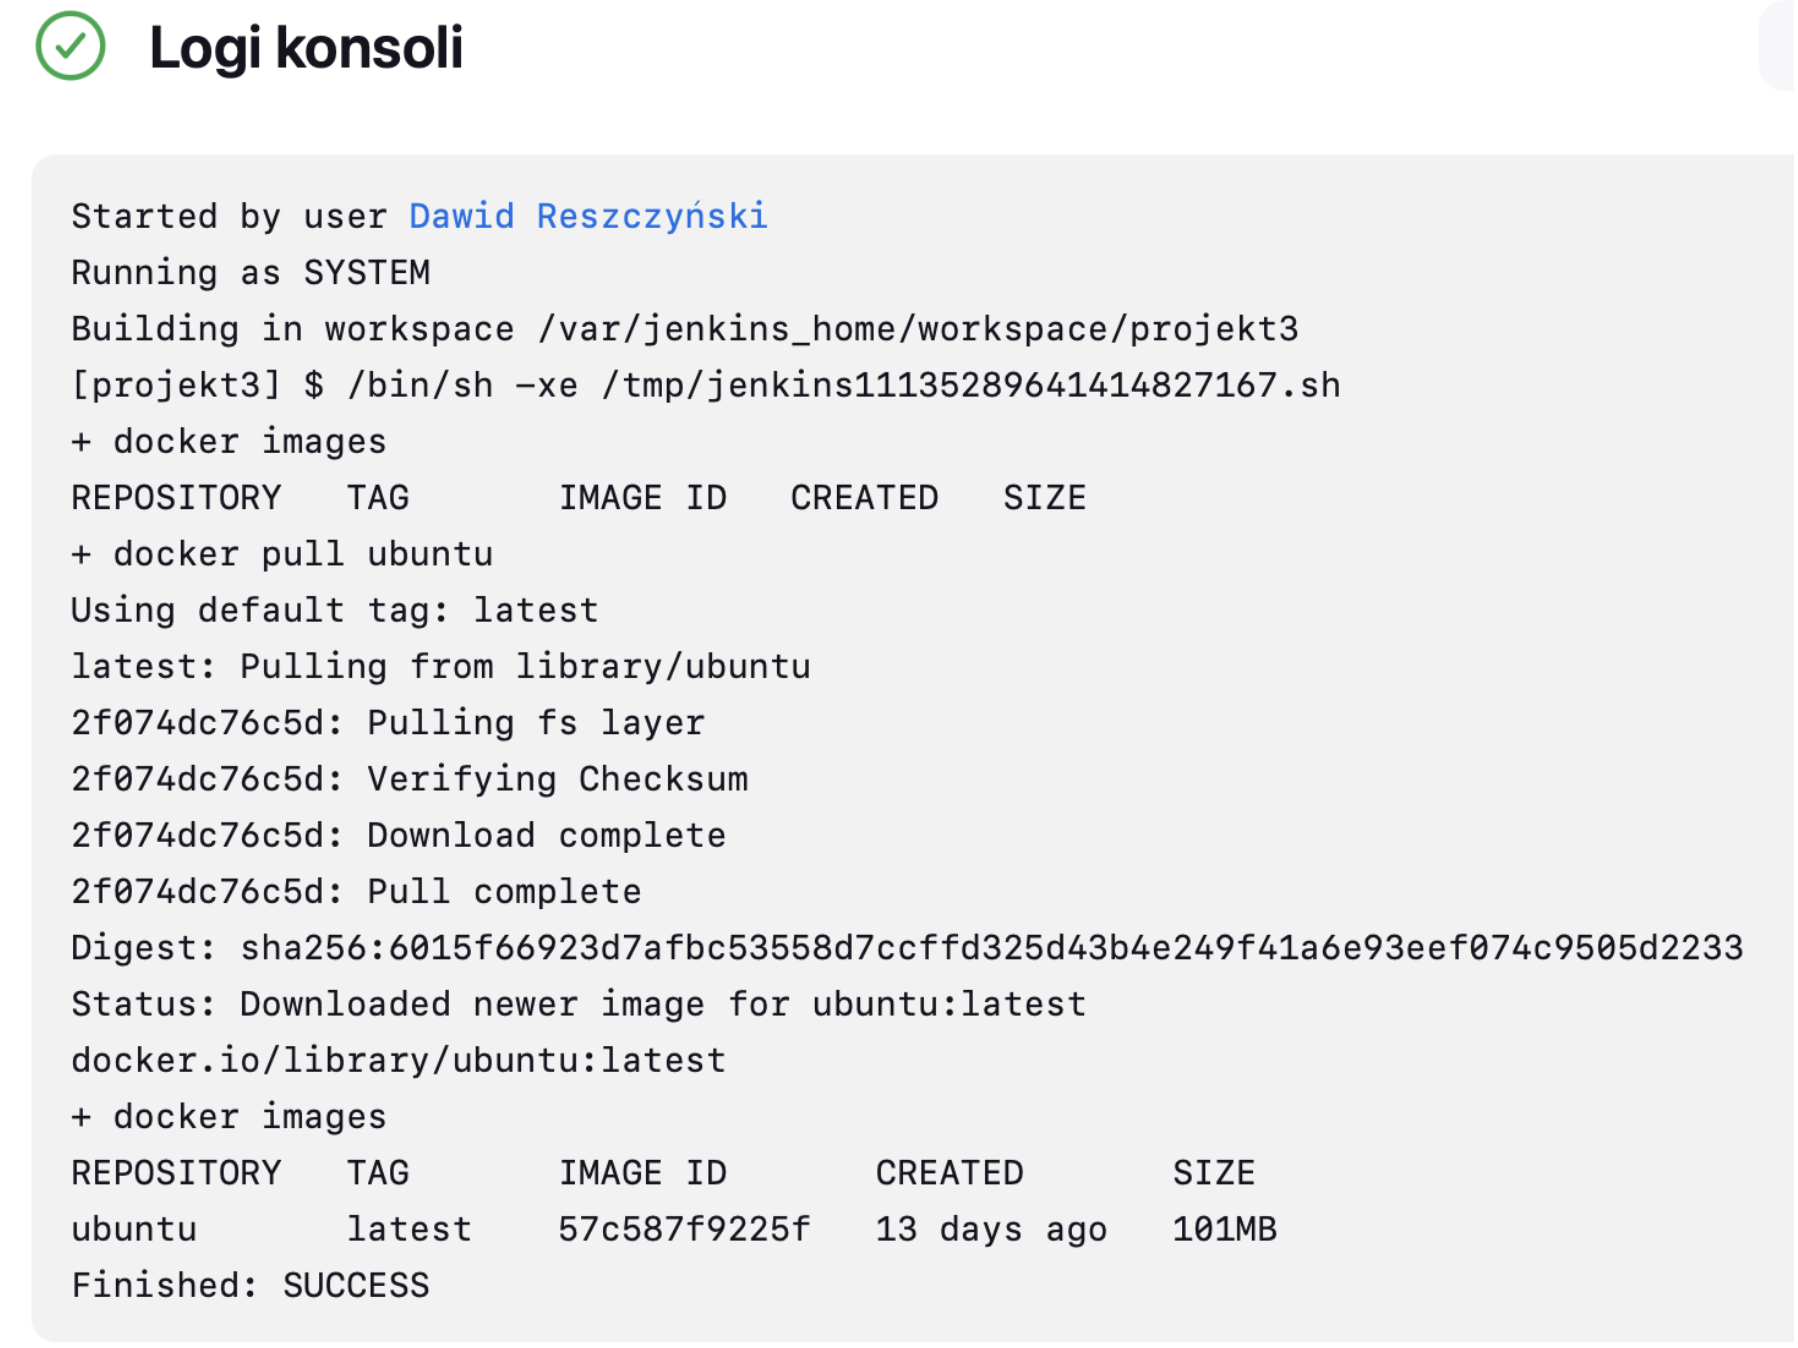 Logi konsoli
Started by user Dawid Reszczyński
Running as SYSTEM
Building in workspace /var/jenkins_home/workspace/projekt3
[projekt3] $ /bin/sh -xe /tmp/jenkins11135289641414827167.sh
+ docker images
REPOSITORY   TAG       IMAGE ID   CREATED   SIZE
+ docker pull ubuntu
Using default tag: latest
latest: Pulling from library/ubuntu
2f074dc76c5d: Pulling fs layer
2f074dc76c5d: Verifying Checksum
2f074dc76c5d: Download complete
2f074dc76c5d: Pull complete
Digest: sha256:6015f66923d7afbc53558d7ccffd325d43b4e249f41a6e93eef074c9505d2233
Status: Downloaded newer image for ubuntu:latest
docker.io/library/ubuntu:latest
+ docker images
REPOSITORY   TAG       IMAGE ID       CREATED       SIZE
ubuntu       latest    57c587f9225f   13 days ago   101MB
Finished: SUCCESS